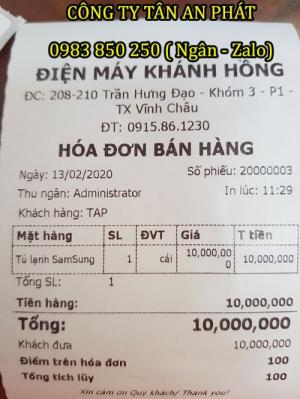 CÔNG TY TÂN AN PHÁT
0983 850 250 ( Ngân - Zalo)
ĐIỆN MÁY KHÁNH HỒNG
ĐC: 208-210 Trần Hưng Đạo - Khóm 3 - P1 -
TX Vĩnh Châu
ĐT: 0915.86.1230
HÓA ĐƠN BÁN HÀNG
Ngày: 13/02/2020 Số phiếu: 20000003
Thu ngân: Administrator In lúc: 11:29
Khách hàng: TAP
Mặt hàng SL ĐVT Giá T tiền
Tủ lạnh SamSung 1 cái 10,000,0 00 10,000,000
Tổng SL: 1
Tiền hàng: 10,000,000
Tổng: 10,000,000
Khách đưa 10,000,000
Điểm trên hóa đơn 100
Tổng tích lũy 100
Xin cảm ơn Quý khách/ Thank you!